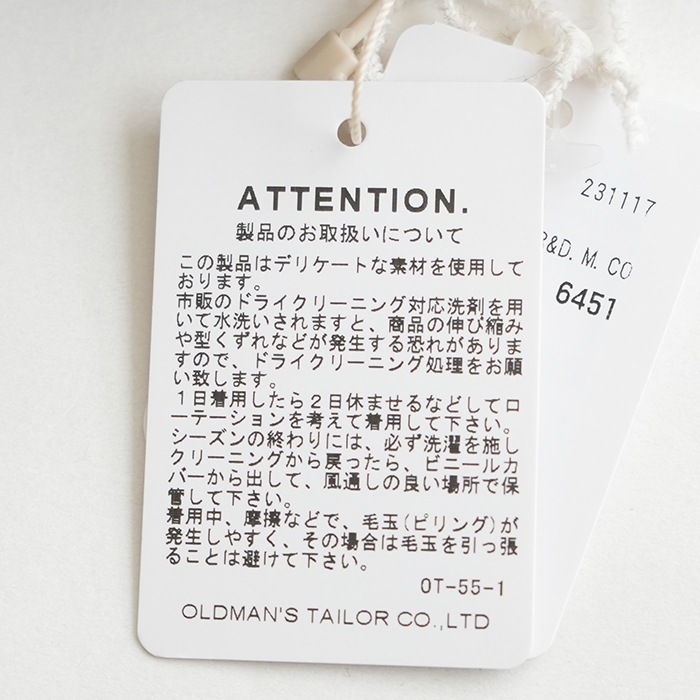 ATTENTION.
製品のお取扱いについて
この製品はデリケートな素材を使用して
おります。
市販のドライクリーニング対応洗剤を用
いて水洗いされますと、商品の伸び縮み
や型くずれなどが発生する恐れがありま
すので、ドライクリーニング処理をお願
い致します。
1日着用したら2日休ませるなどしてロ
ーテーションを考えて着用して下さい。
シーズンの終わりには、必ず洗濯を施し
クリーニングから戻ったら、ビニールカ
バーから出して、風通しの良い場所で保
管して下さい。
着用中、摩擦などで、毛玉(ピリング)が
発生しやすく、その場合は毛玉を引っ張
ることは避けて下さい。
OT-55-1
OLDMAN'S TAILOR CO.,LTD
231117
&D. M. CO
6451